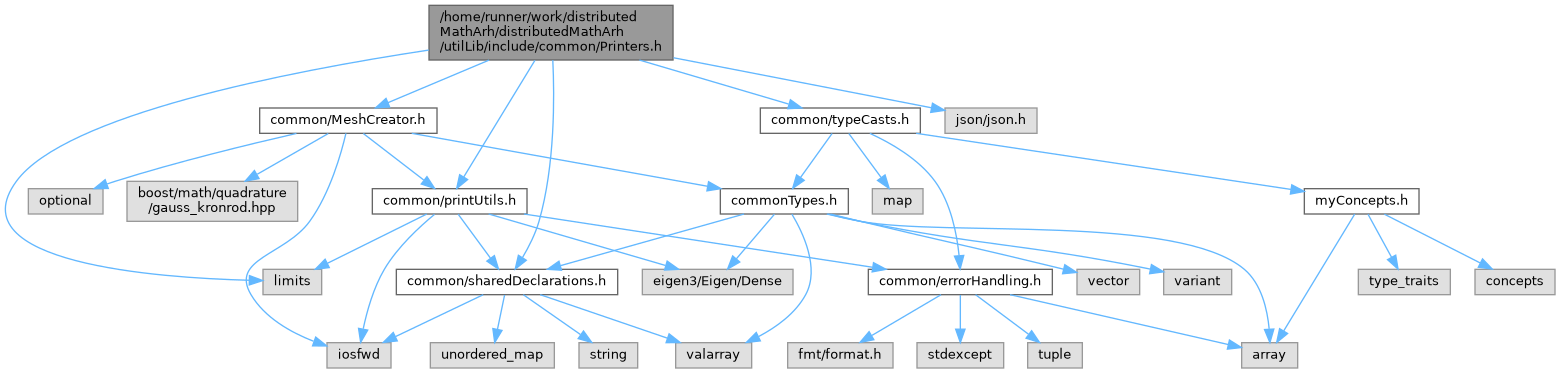 /home/runner/work/distributed
MathArh/distributedMathArh
/utilLib/include/common/Printers.h
common/MeshCreator.h
common/typeCasts.h
json/json.h
optional
boost/math/quadrature
/gauss_kronrod.hpp
common/printUtils.h
commonTypes.h
map
myConcepts.h
limits
common/sharedDeclarations.h
eigen3/Eigen/Dense
common/errorHandling.h
vector
variant
type_traits
concepts
iosfwd
unordered_map
string
valarray
fmt/format.h
stdexcept
tuple
array